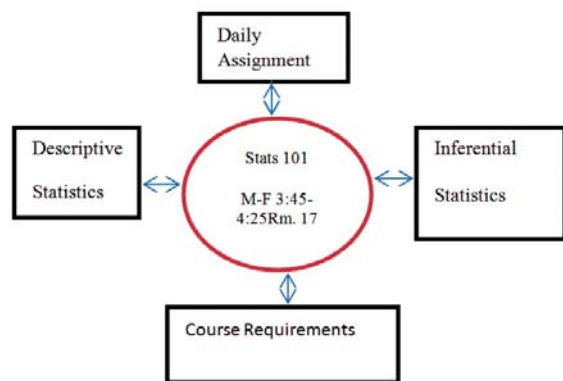 Daily
Assignment
Descriptive
Statistics
Stats 101
M-F 3:45-
4:25Rm. 17
Inferential
Statistics
Course Requirements